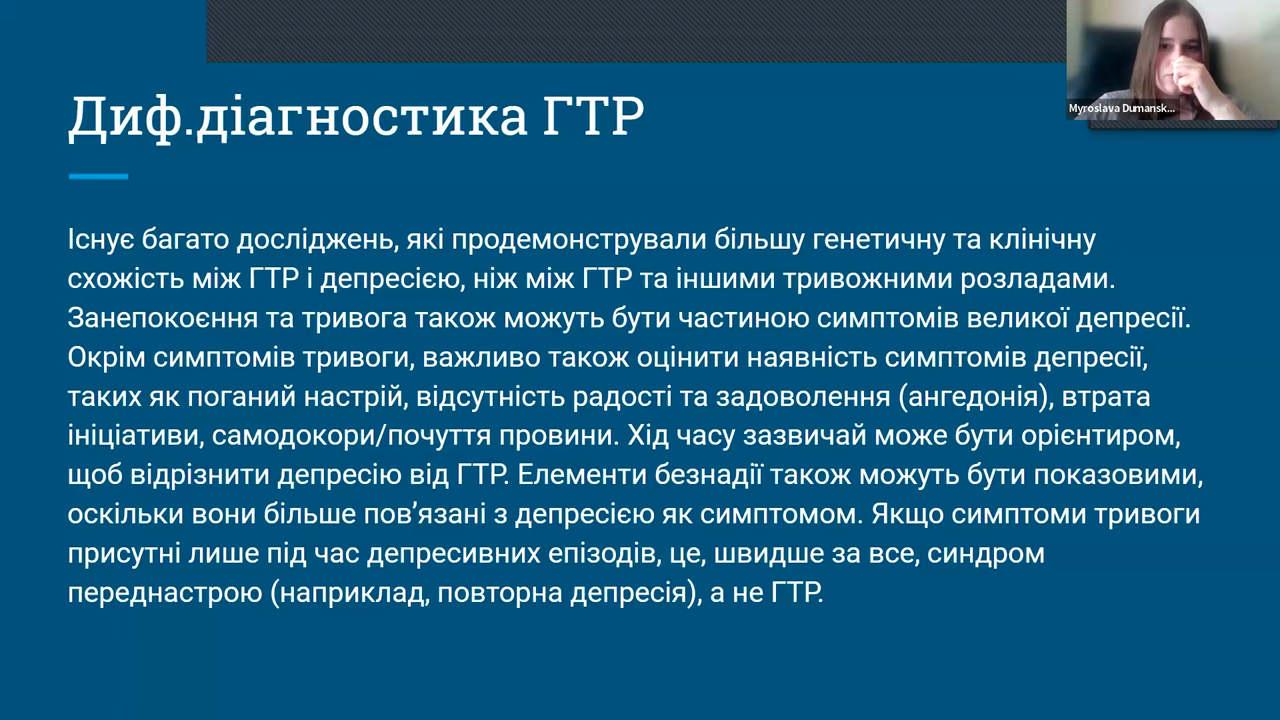 Myroslava Dumansk...
Диф.діагностика ГТР
Існує багато досліджень, які продемонстрували більшу генетичну та клінічну
схожість між ГТР і депресією, ніж між ГТР та іншими тривожними розладами.
Занепокоєння та тривога також можуть бути частиною симптомів великої депресії.
Окрім симптомів тривоги, важливо також оцінити наявність симптомів депресії,
таких як поганий настрій, відсутність радості та задоволення (ангедонія), втрата
ініціативи, самодокори/почуття провини. Хід часу зазвичай може бути орієнтиром,
щоб відрізнити депресію від ГТР. Елементи безнадії також можуть бути показовими,
оскільки вони більше пов’язані з депресією як симптомом. Якщо симптоми тривоги
присутні лише під час депресивних епізодів, це, швидше за все, синдром
переднастрою (наприклад, повторна депресія), а не ГТР.